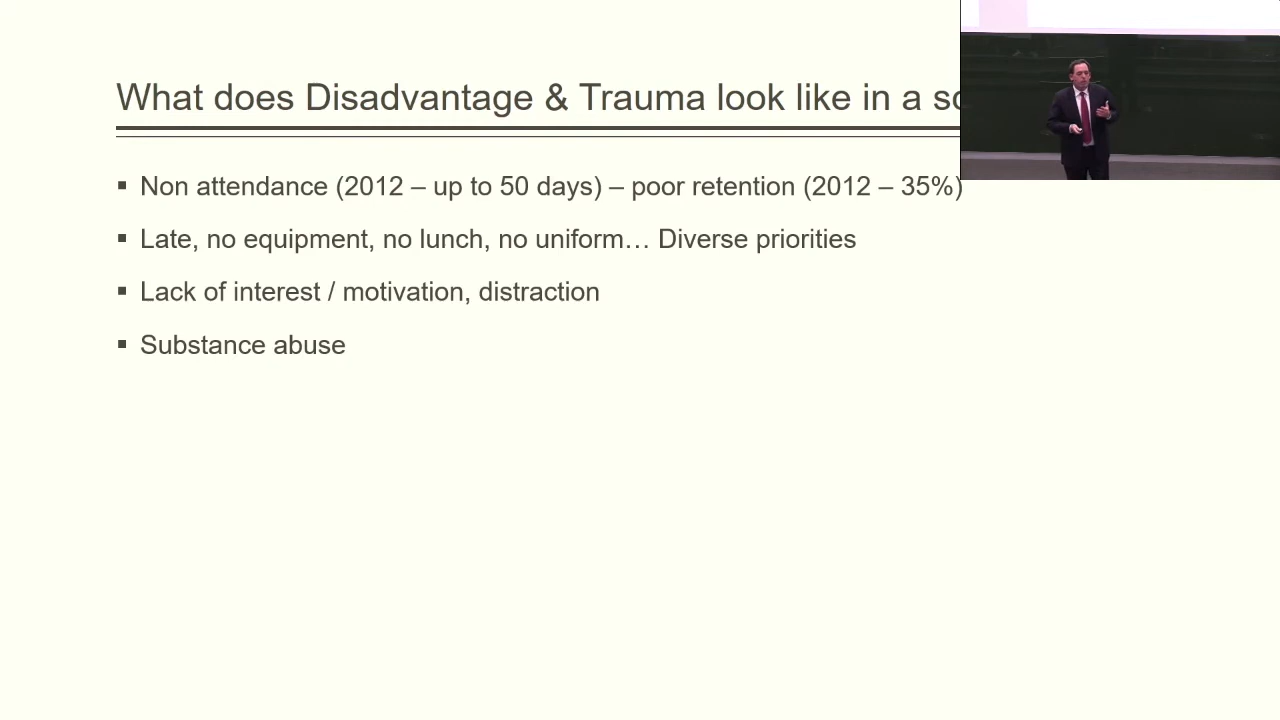 What does Disadvantage & Trauma look like in a
▪ Non attendance (2012 – up to 50 days) – poor retention (2012 – 35%)
▪ Late, no equipment, no lunch, no uniform… Diverse priorities
▪ Lack of interest / motivation, distraction
▪ Substance abuse